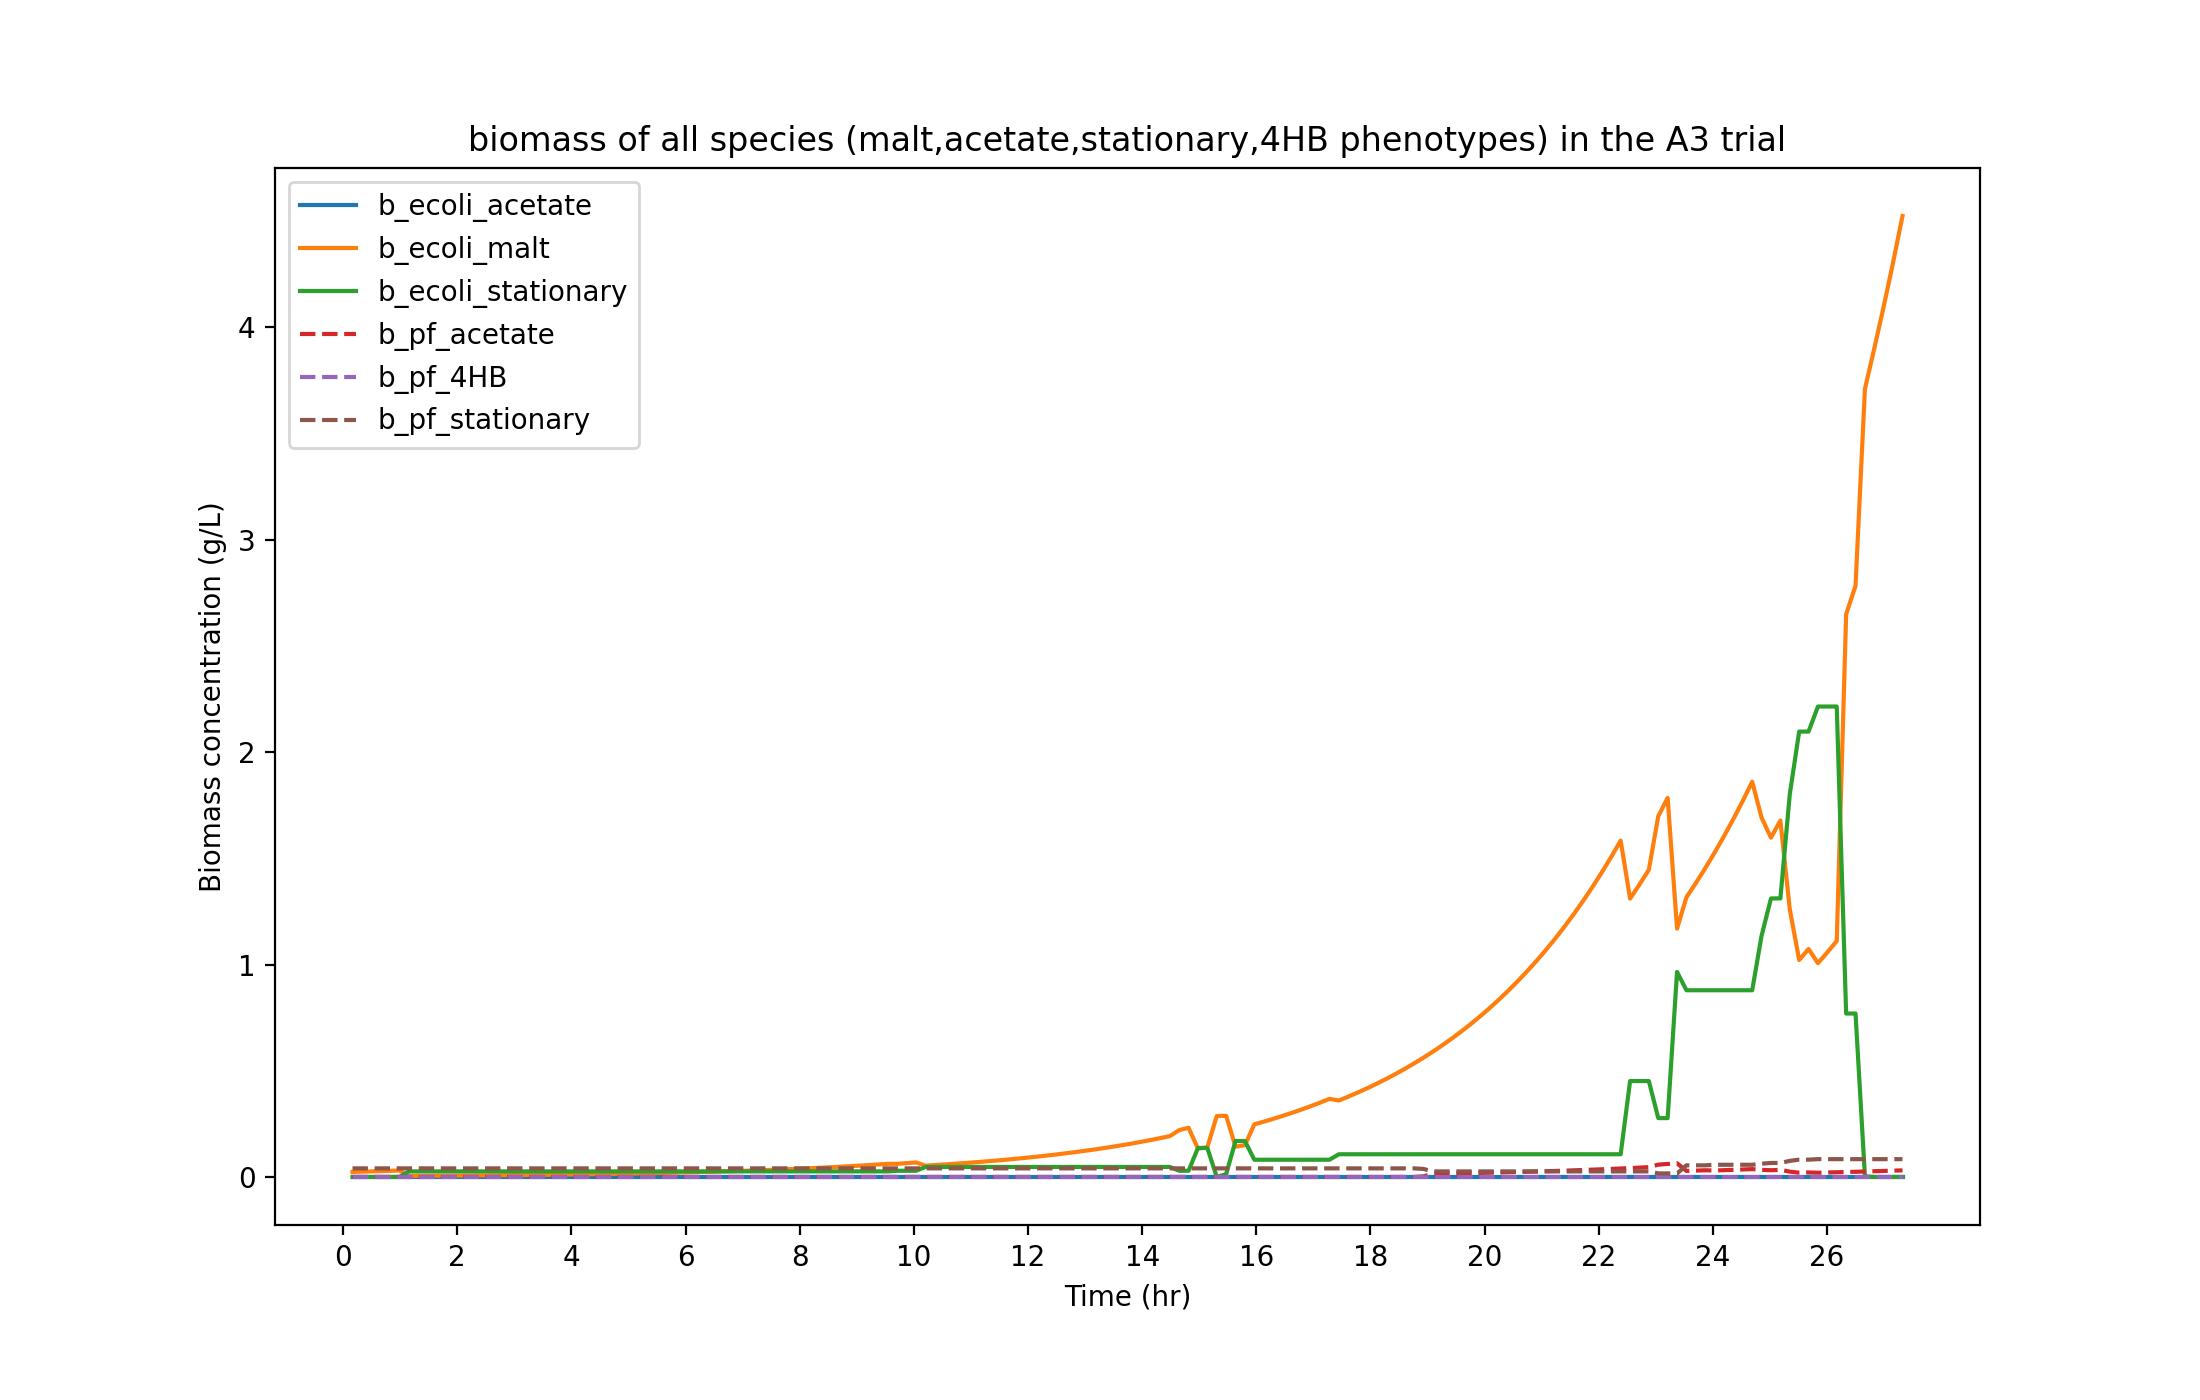 biomass of all species (malt,acetate,stationary,4HB phenotypes) in the A3 trial
b_ecoli_acetate
b_ecoli_malt
b_ecoli_stationary
b_pf_acetate
b_pf_4HB
b_pf_stationary
Biomass concentration (g/L)
4
3
2
1
0
0 2 4 6 8 10 12 14 16 18 20 22 24 26
Time (hr)